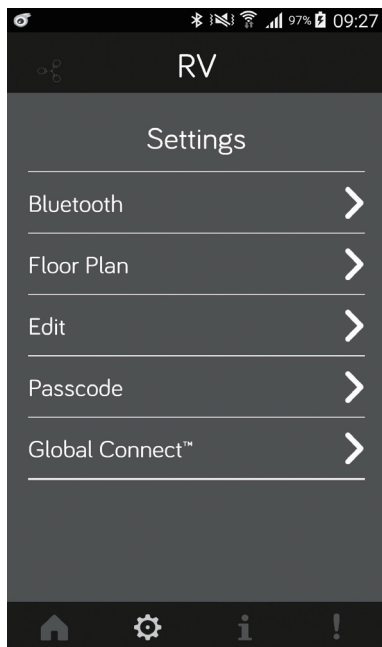 97% 09:27
RV
Settings
Bluetooth
Floor Plan
Edit
Passcode
Global Connect™